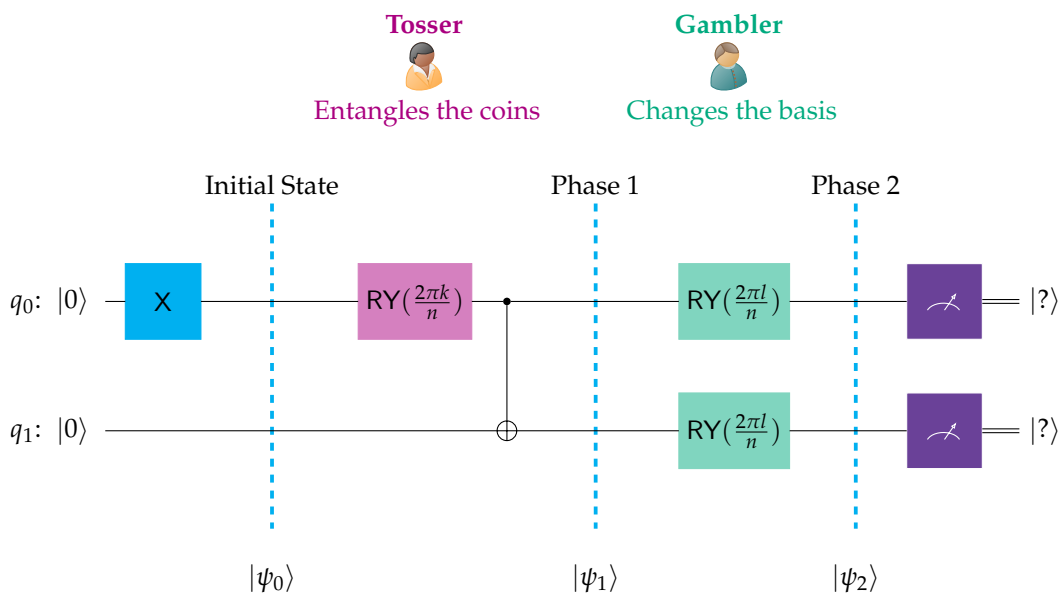 Tosser Gambler
Entangles the coins Changes the basis
Initial State Phase 1 Phase 2
q₀: |0⟩ X RY(2πk/n) RY(2πl/n) |?⟩
q₁: |0⟩ RY(2πl/n) |?⟩
|ψ₀⟩ |ψ₁⟩ |ψ₂⟩